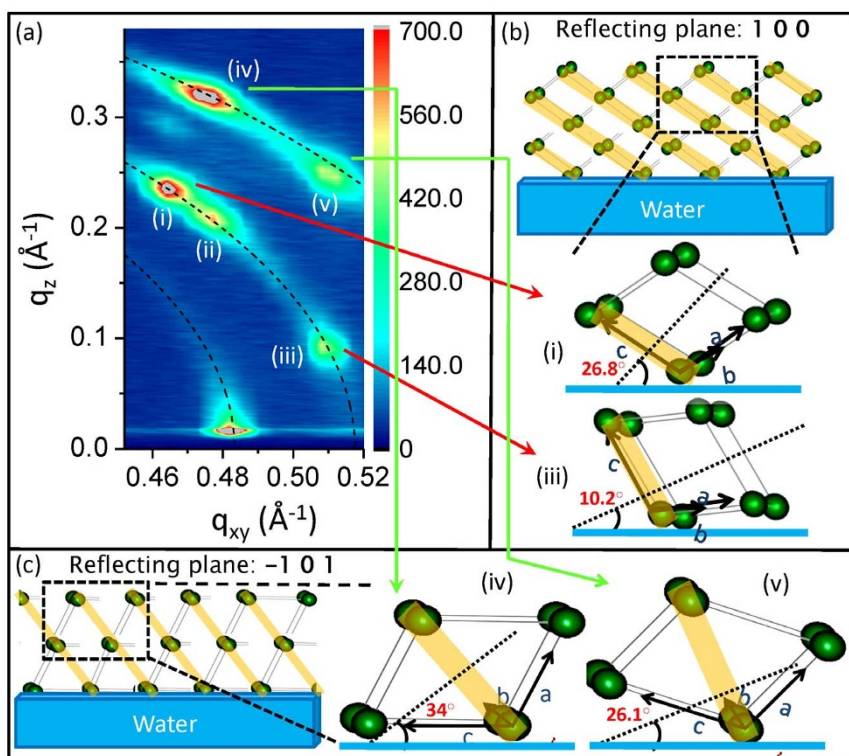 (a)
700.0
560.0
420.0
280.0
140.0
0
(iv)
(v)
(i)
(ii)
(iii)
0.3
0.2
0.1
0.0
qz (Å-1)
0.46 0.48 0.50 0.52
qxy (Å-1)
(b) Reflecting plane: 1 0 0
Water
(i)
c
a
b
26.8°
(iii)
c
a
b
10.2°
(c) Reflecting plane: –1 0 1
Water
(iv)
b
a
34°
c
(v)
b
a
26.1°
c